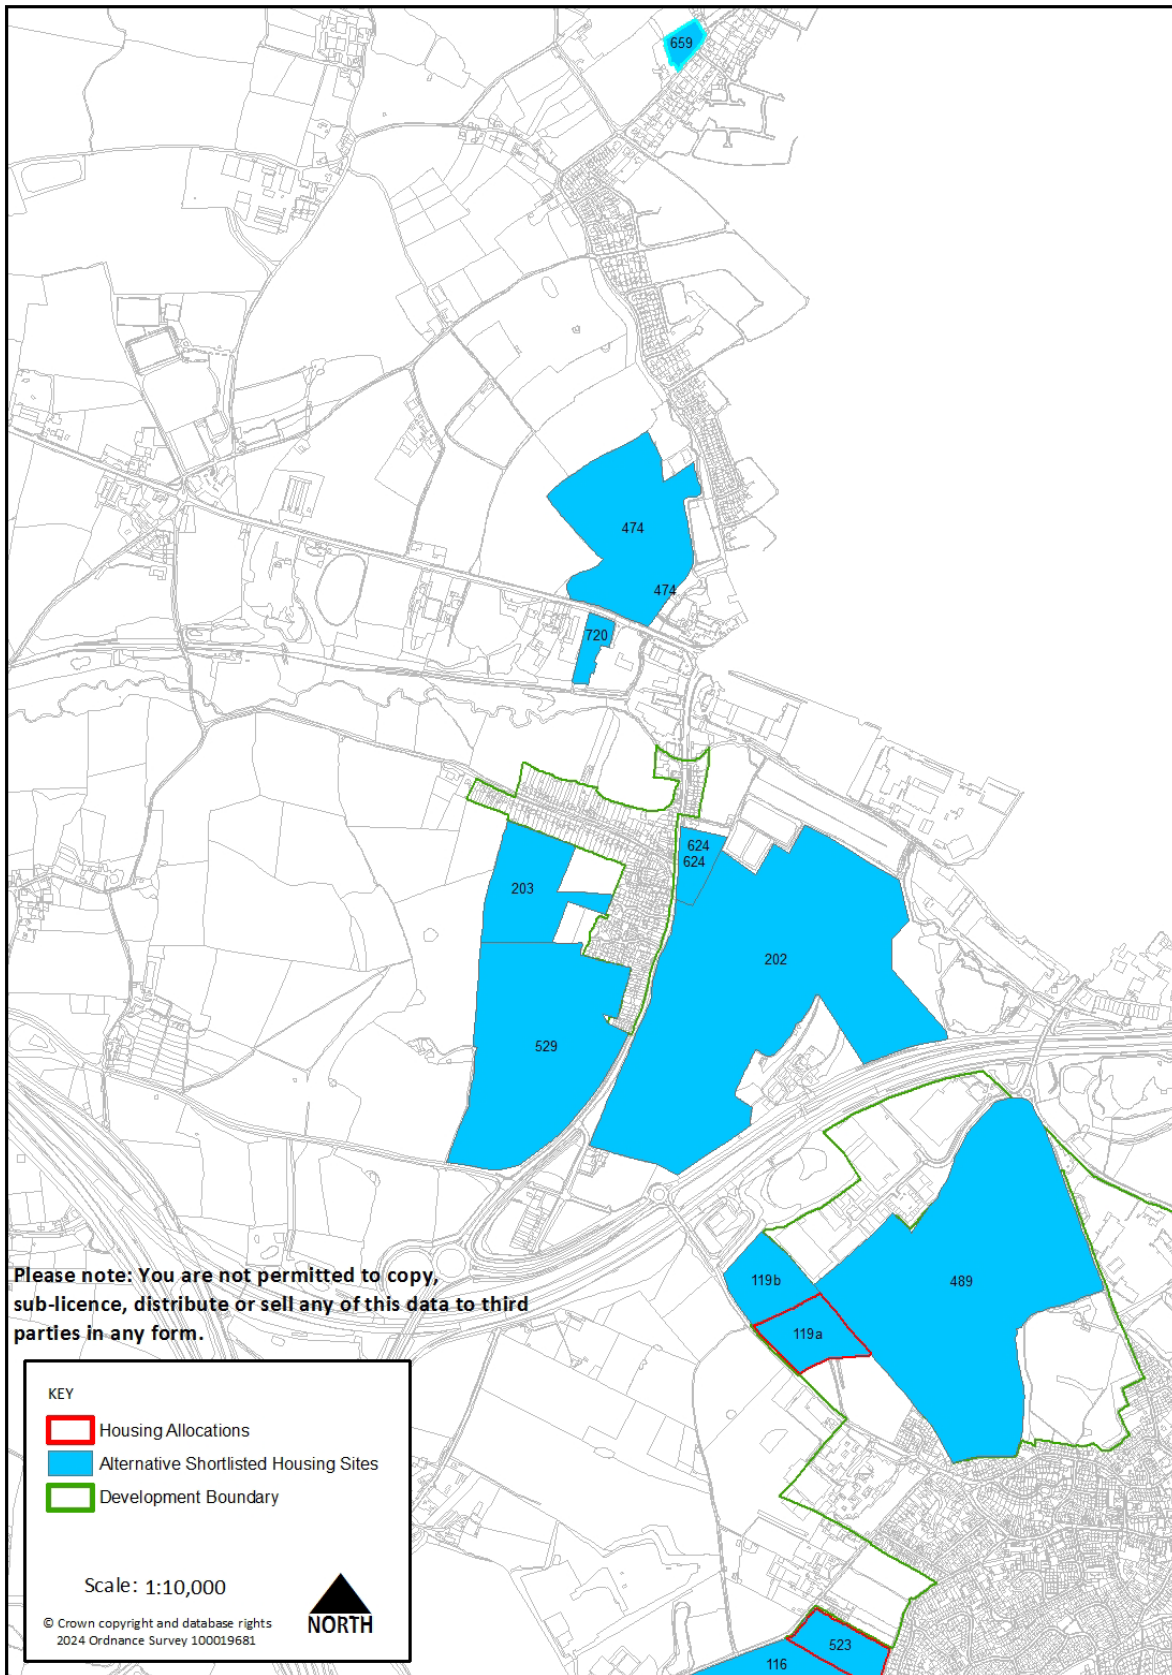 659
474
474
720
624
624
203
202
529
489
119b
119a
Please note: You are not permitted to copy,
sub-licence, distribute or sell any of this data to third
parties in any form.
KEY
Housing Allocations
Alternative Shortlisted Housing Sites
Development Boundary
Scale: 1:10,000
© Crown copyright and database rights
2024 Ordnance Survey 100019681
NORTH
523
116